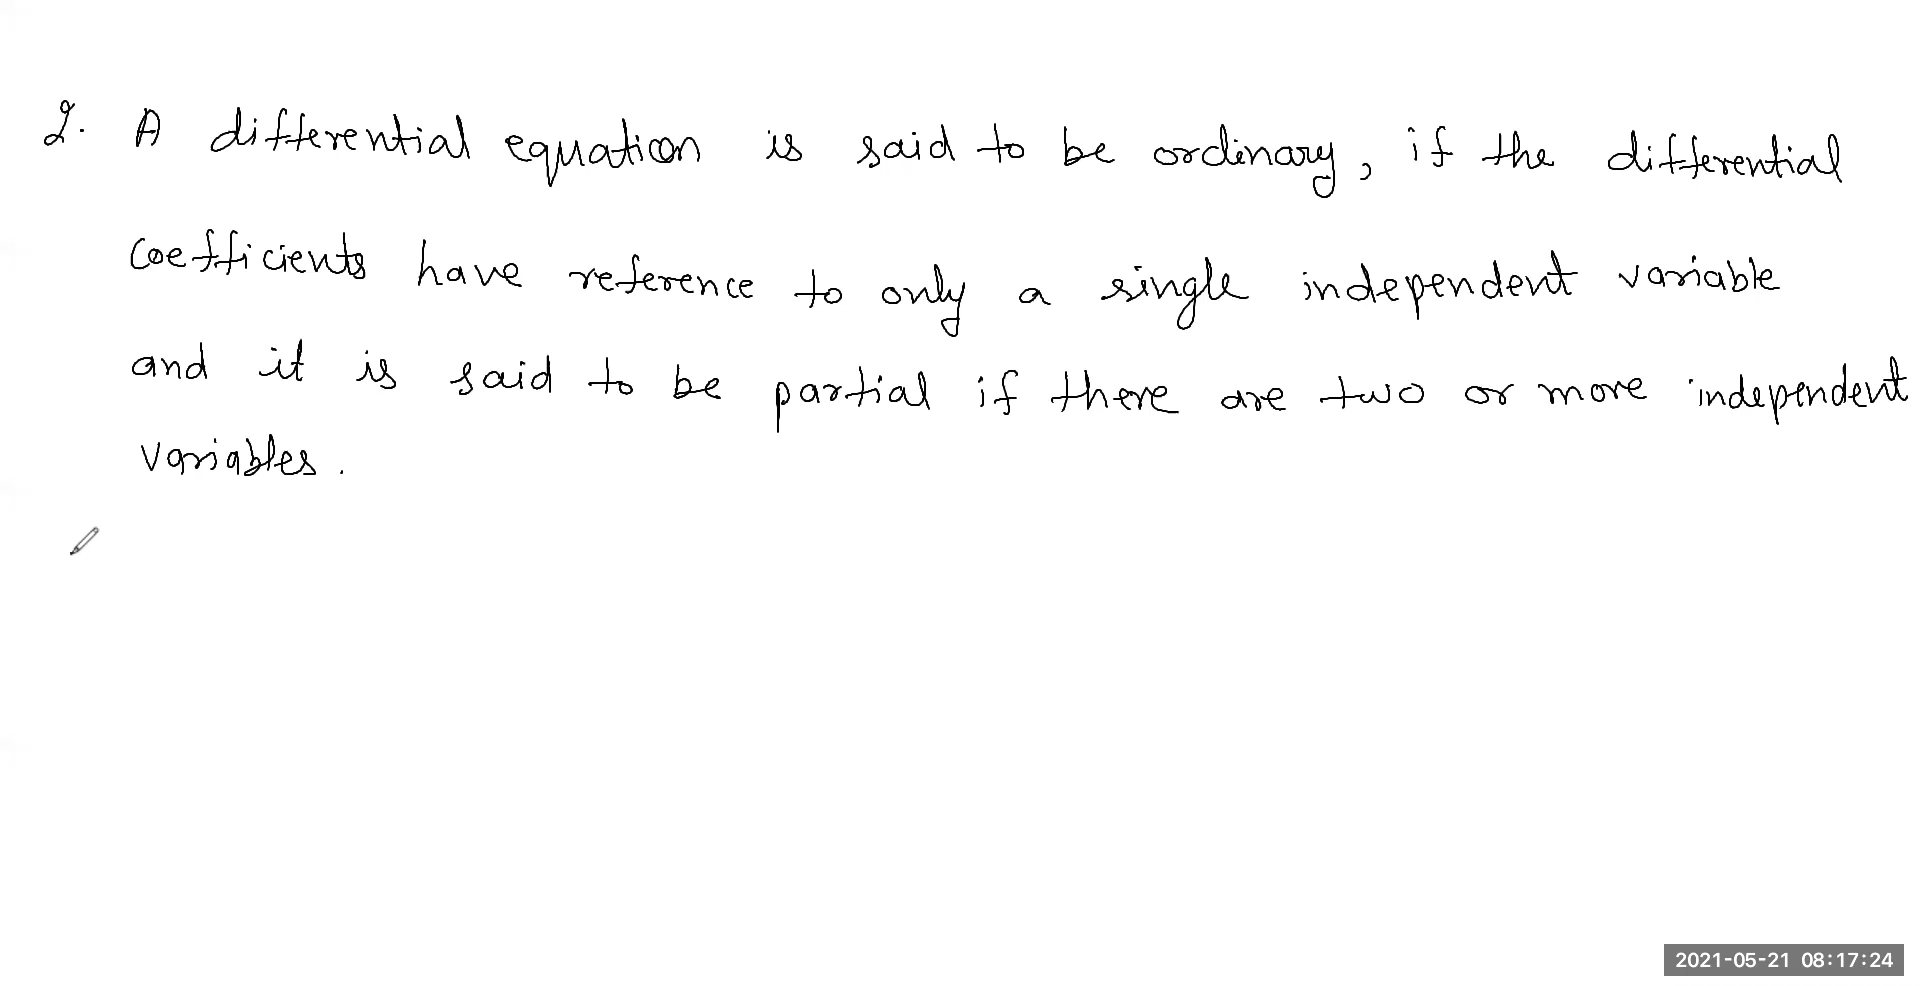 2. A differential equation is said to be ordinary, if the differential
coefficients have reference to only a single independent variable
and it is said to be partial if there are two or more independent
variables.
2021-05-21 08:17:24